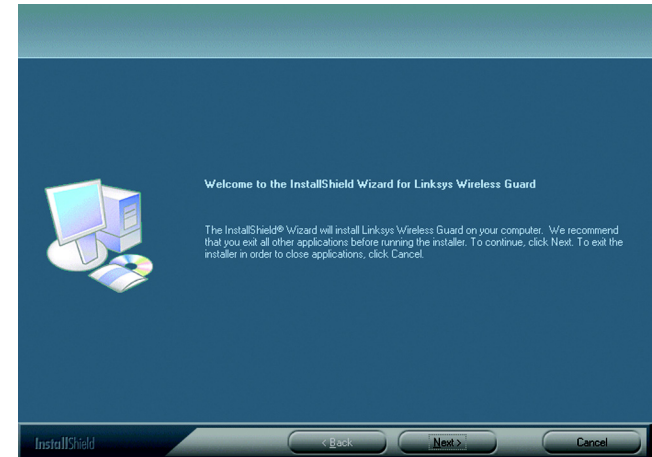 Welcome to the InstallShield Wizard for Linksys Wireless Guard
The InstallShield® Wizard will install Linksys Wireless Guard on your computer. We recommend
that you exit all other applications before running the installer. To continue, click Next. To exit the
installer in order to close applications, click Cancel.
InstallShield
< Back
Next >
Cancel